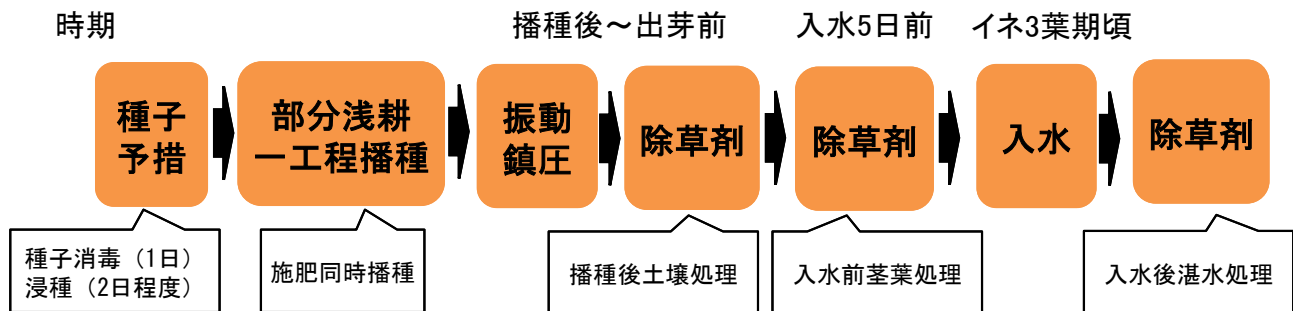 時期
播種後～出芽前
入水5日前
イネ3葉期頃
種子
予措
部分浅耕
一工程播種
振動
鎮圧
除草剤
除草剤
入水
除草剤
種子消毒（1日）
浸種（2日程度）
施肥同時播種
播種後土壌処理
入水前茎葉処理
入水後湛水処理